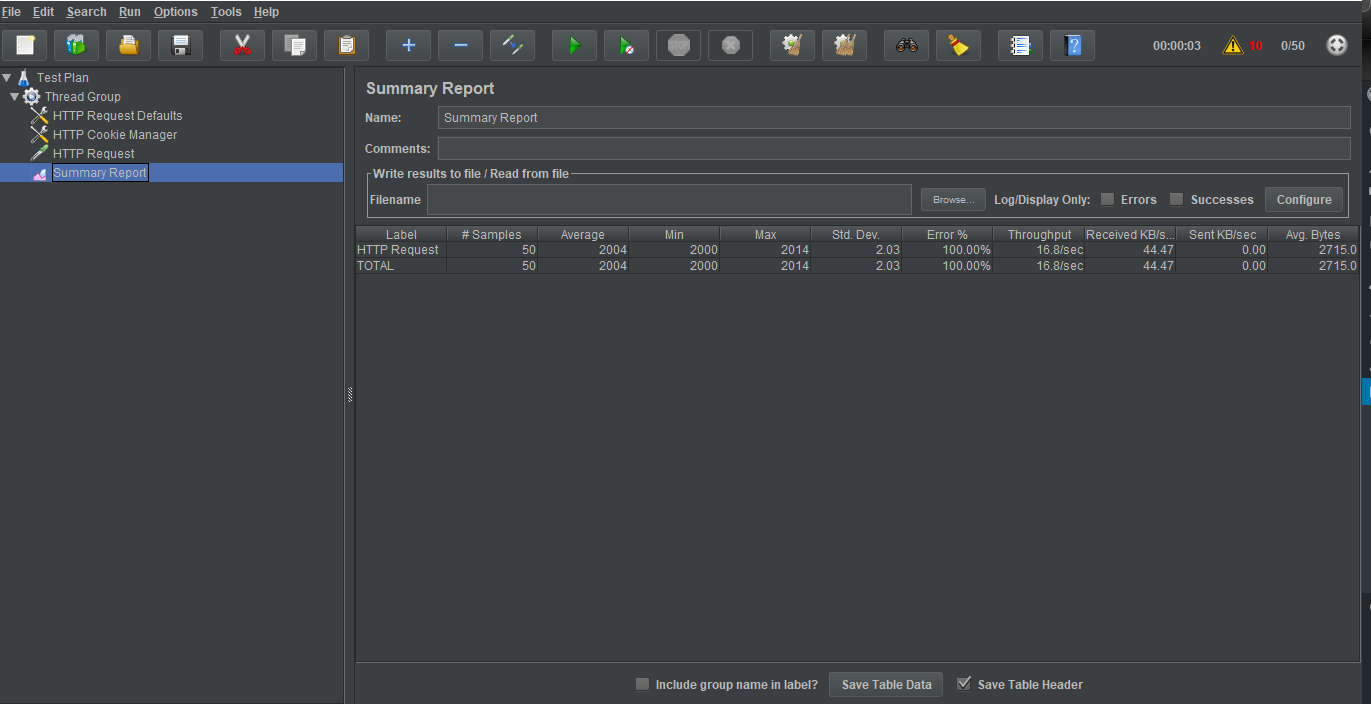 File Edit Search Run Options Tools Help
STOP
00:00:03 10 0/50
Test Plan
Thread Group
HTTP Request Defaults
HTTP Cookie Manager
HTTP Request
Summary Report
Summary Report
Name: Summary Report
Comments:
Write results to file / Read from file
Filename Browse... Log/Display Only: Errors Successes Configure
Label # Samples Average Min Max Std. Dev. Error % Throughput Received KB/s... Sent KB/sec Avg. Bytes
HTTP Request 50 2004 2000 2014 2.03 100.00% 16.8/sec 44.47 0.00 2715.0
TOTAL 50 2004 2000 2014 2.03 100.00% 16.8/sec 44.47 0.00 2715.0
Include group name in label? Save Table Data Save Table Header